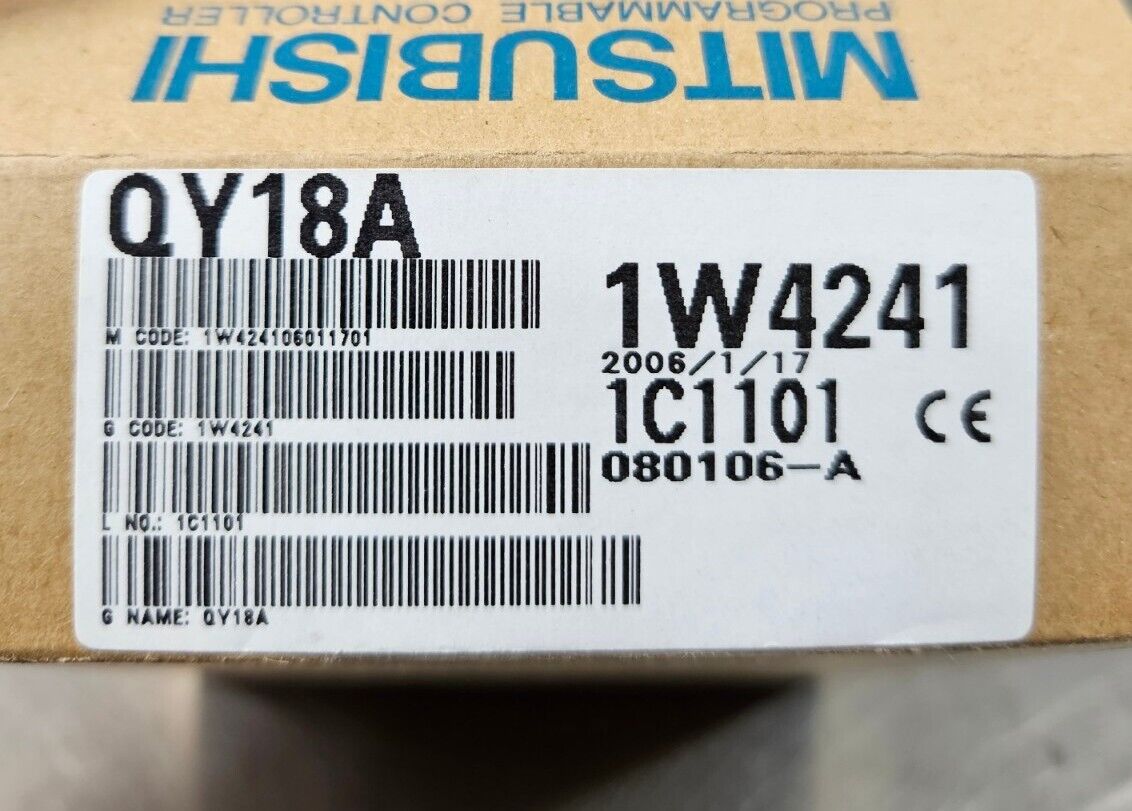 PROGRAMMABLE CONTROLLER
MITSUBISHI
QY18A
M CODE: 1W424106011701
G CODE: 1W4241
L NO.: 1C1101
G NAME: QY18A
1W4241
2006/1/17
1C1101 CE
080106-A